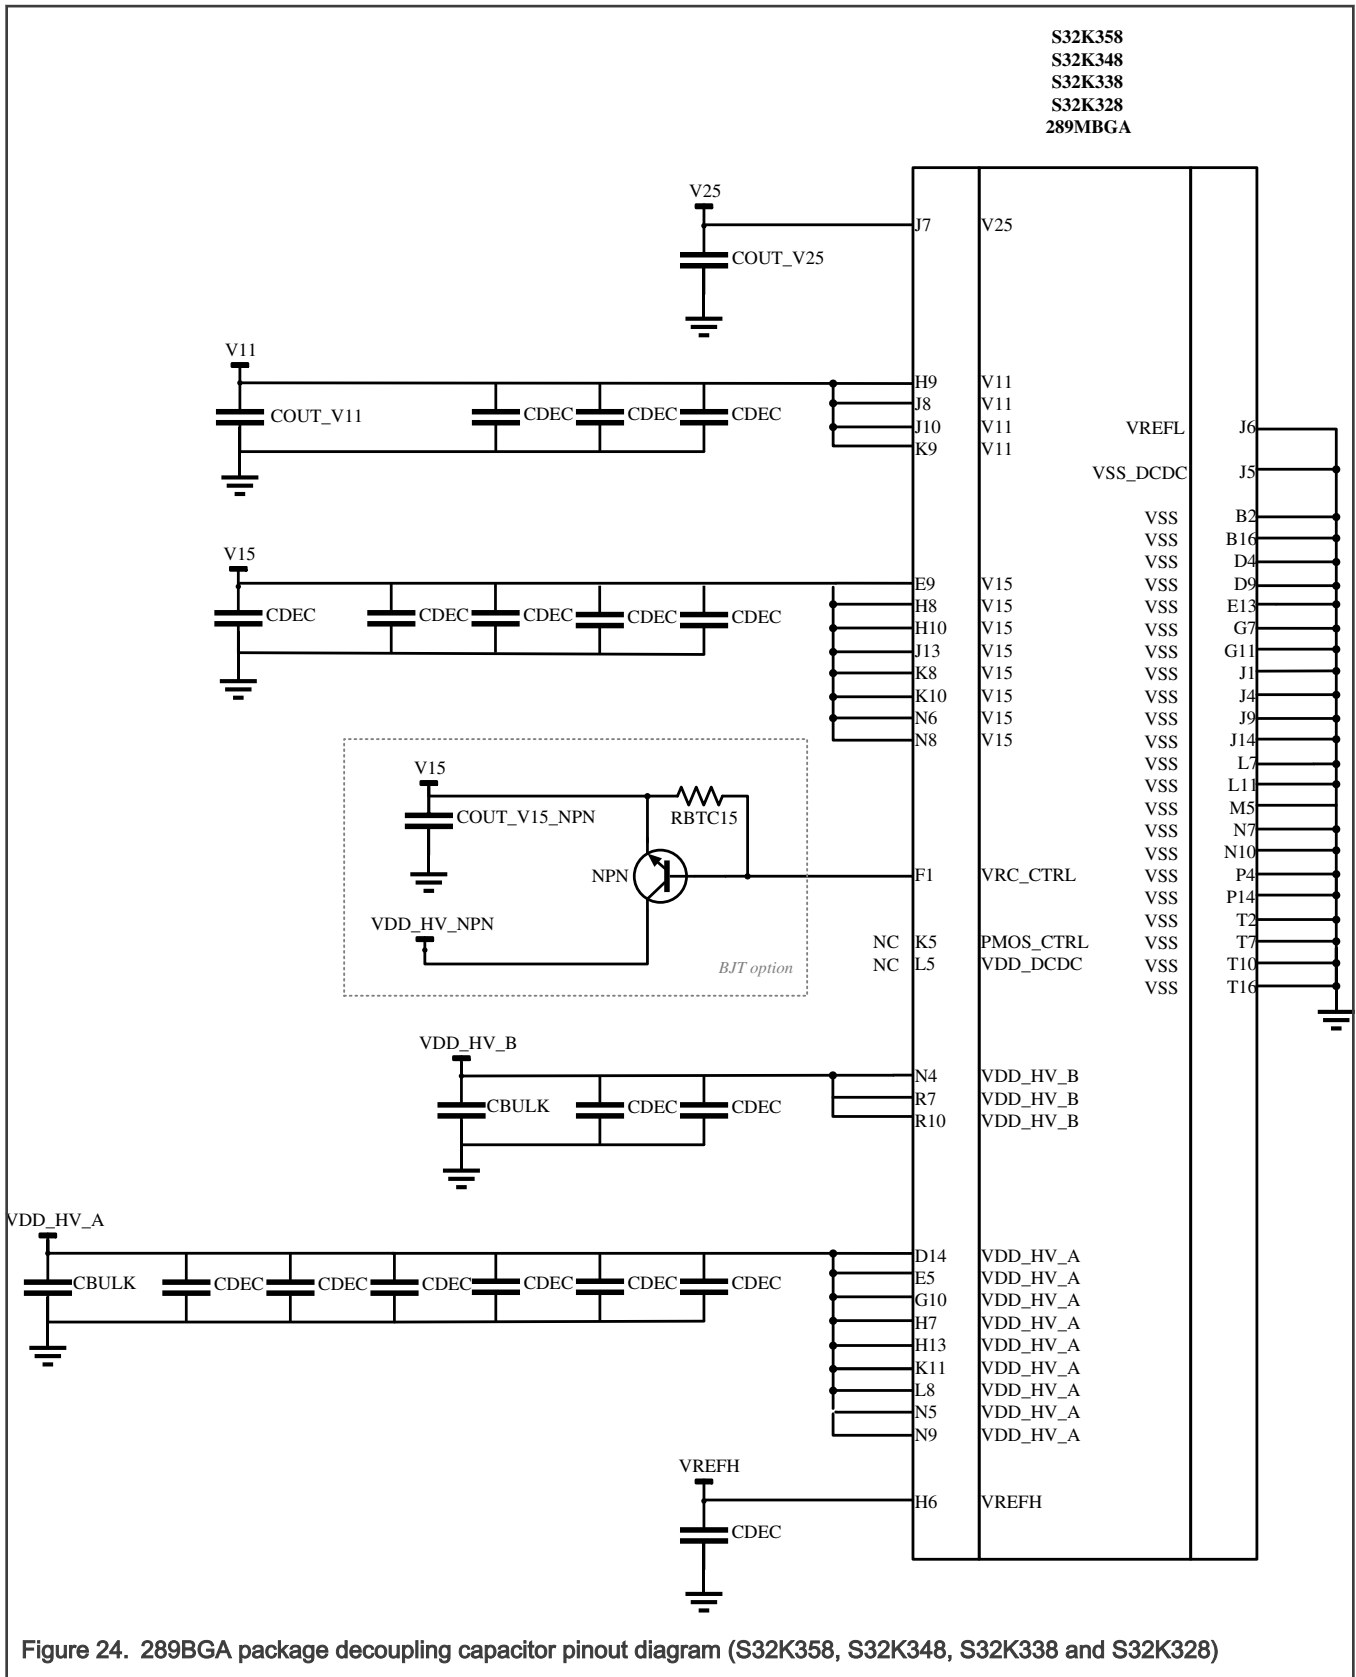 S32K358
S32K348
S32K338
S32K328
289MBGA
V25
J7 V25
COUT_V25
V11
COUT_V11 CDEC CDEC CDEC
H9 V11
J8 V11
J10 V11
K9 V11
VREFL J6
VSS_DCDC J5
VSS B2
VSS B16
VSS D4
VSS D9
VSS E13
VSS G7
VSS G11
VSS J1
VSS J4
VSS J9
VSS J14
VSS L7
VSS L11
VSS M5
VSS N7
VSS N10
VSS P4
VSS P14
VSS T2
VSS T7
VSS T10
VSS T16
V15
CDEC CDEC CDEC CDEC CDEC
E9 V15
H8 V15
H10 V15
J13 V15
K8 V15
K10 V15
N6 V15
N8 V15
V15
COUT_V15_NPN
RBTC15
NPN
VDD_HV_NPN
BJT option
F1 VRC_CTRL
NC K5 PMOS_CTRL
NC L5 VDD_DCDC
VDD_HV_B
CBULK CDEC CDEC
N4 VDD_HV_B
R7 VDD_HV_B
R10 VDD_HV_B
VDD_HV_A
CBULK CDEC CDEC CDEC CDEC CDEC CDEC
D14 VDD_HV_A
E5 VDD_HV_A
G10 VDD_HV_A
H7 VDD_HV_A
H13 VDD_HV_A
K11 VDD_HV_A
L8 VDD_HV_A
N5 VDD_HV_A
N9 VDD_HV_A
VREFH
H6 VREFH
CDEC
Figure 24. 289BGA package decoupling capacitor pinout diagram (S32K358, S32K348, S32K338 and S32K328)